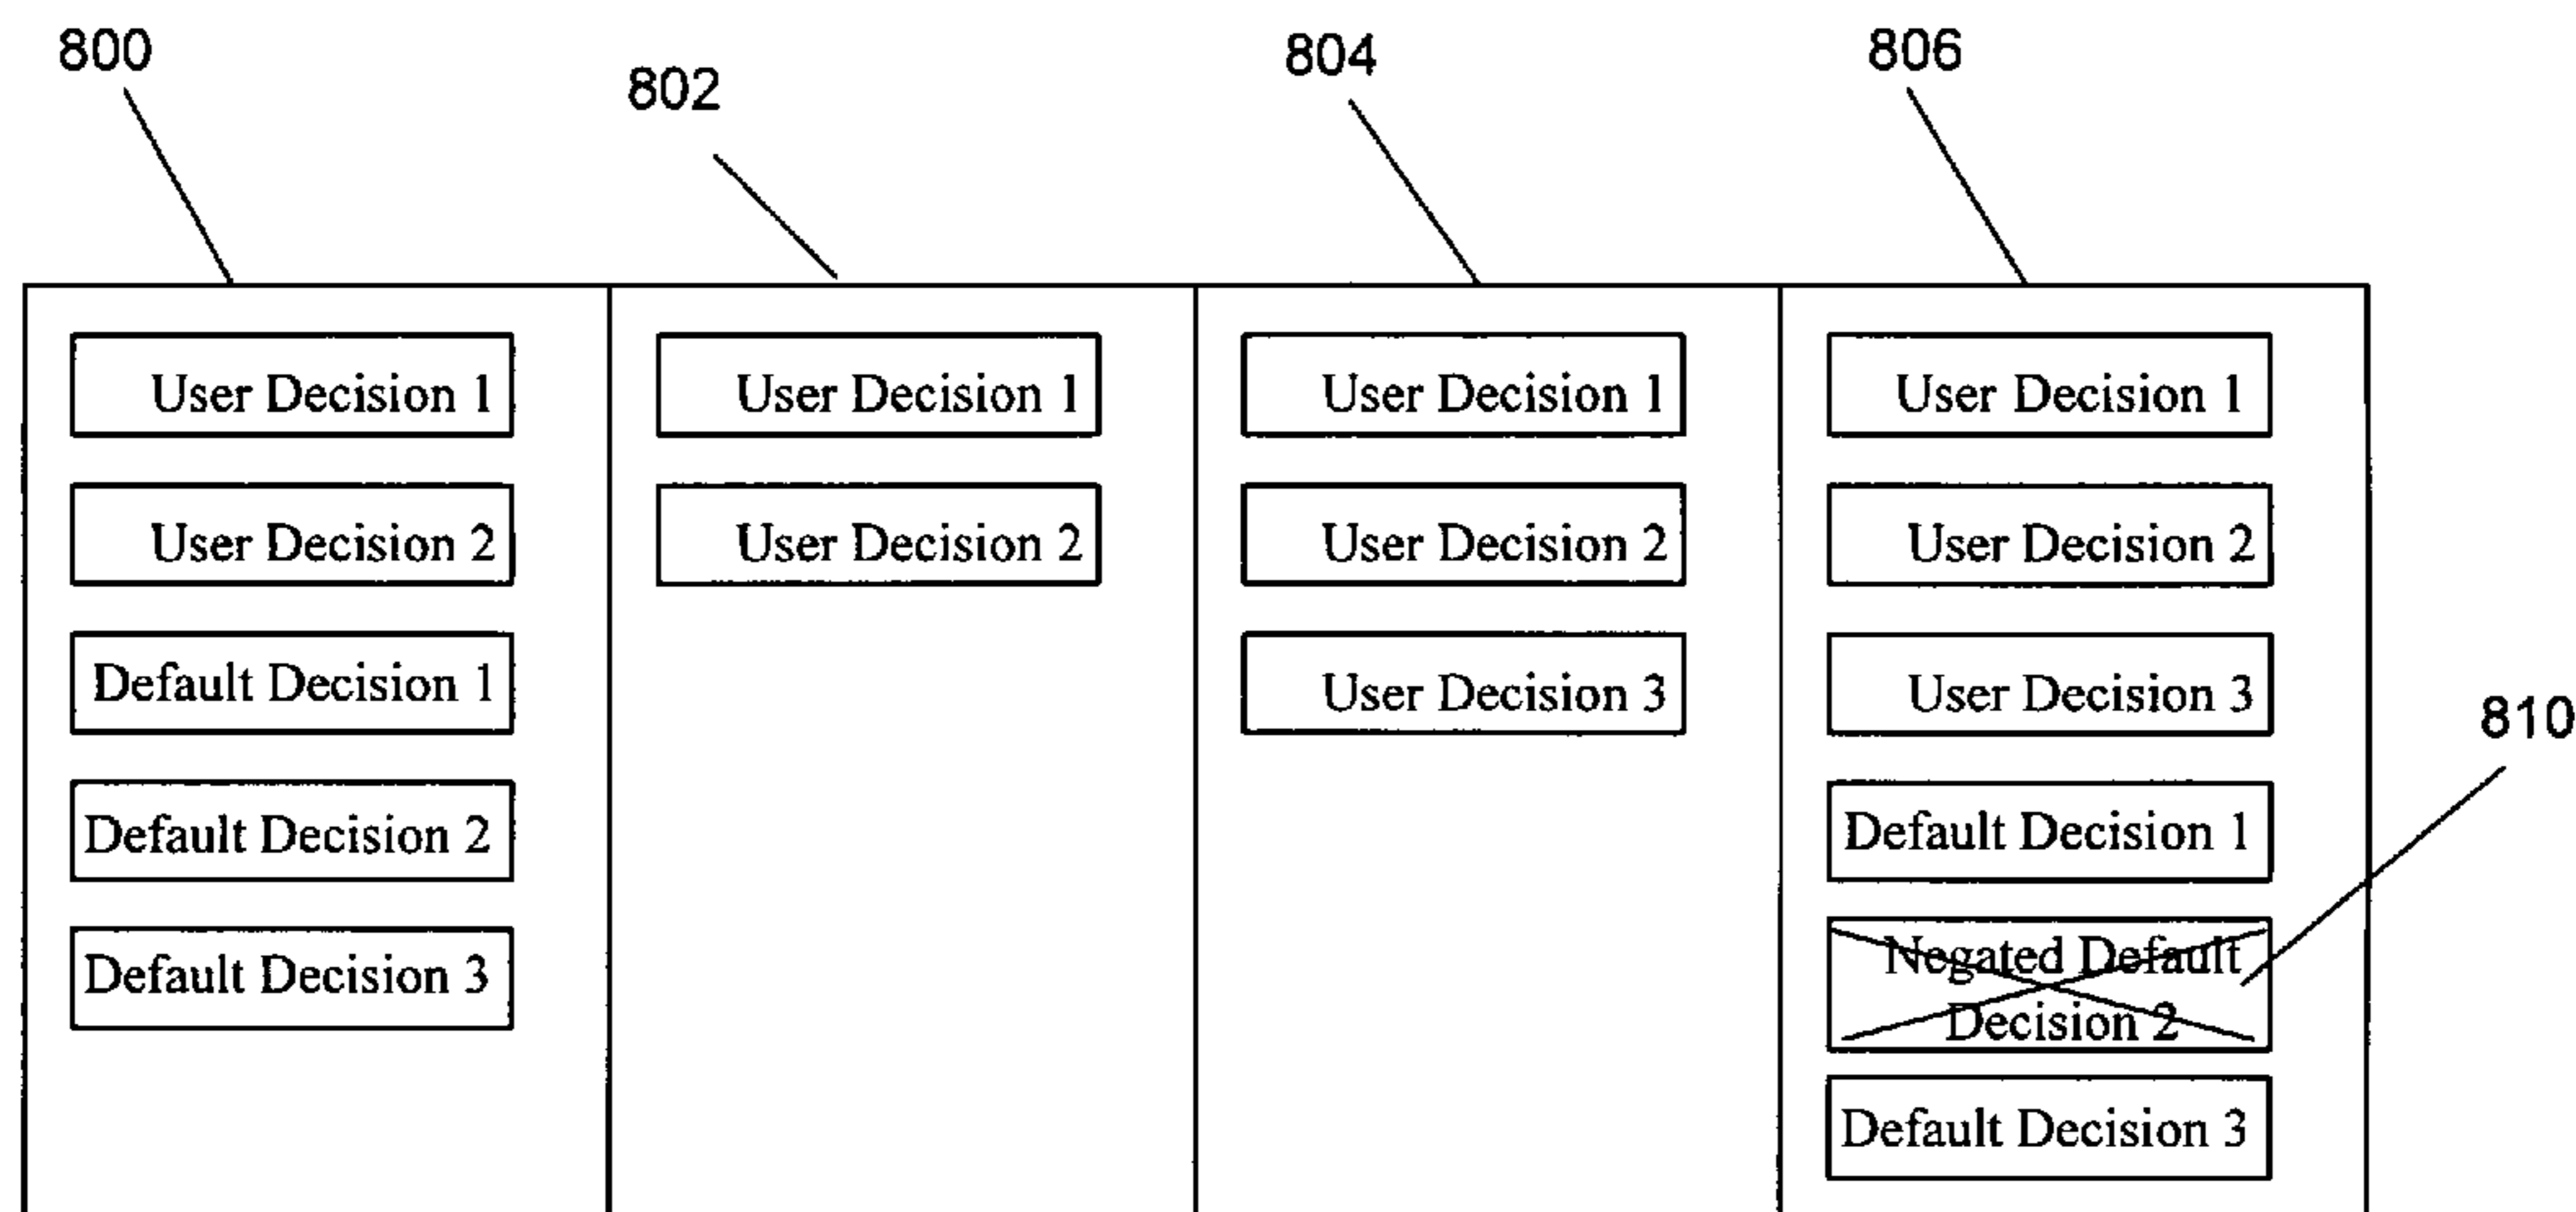 800
802
804
806
User Decision 1
User Decision 2
Default Decision 1
Default Decision 2
Default Decision 3
User Decision 1
User Decision 2
User Decision 1
User Decision 2
User Decision 3
User Decision 1
User Decision 2
User Decision 3
Default Decision 1
Negated Default
Decision 2
Default Decision 3
810